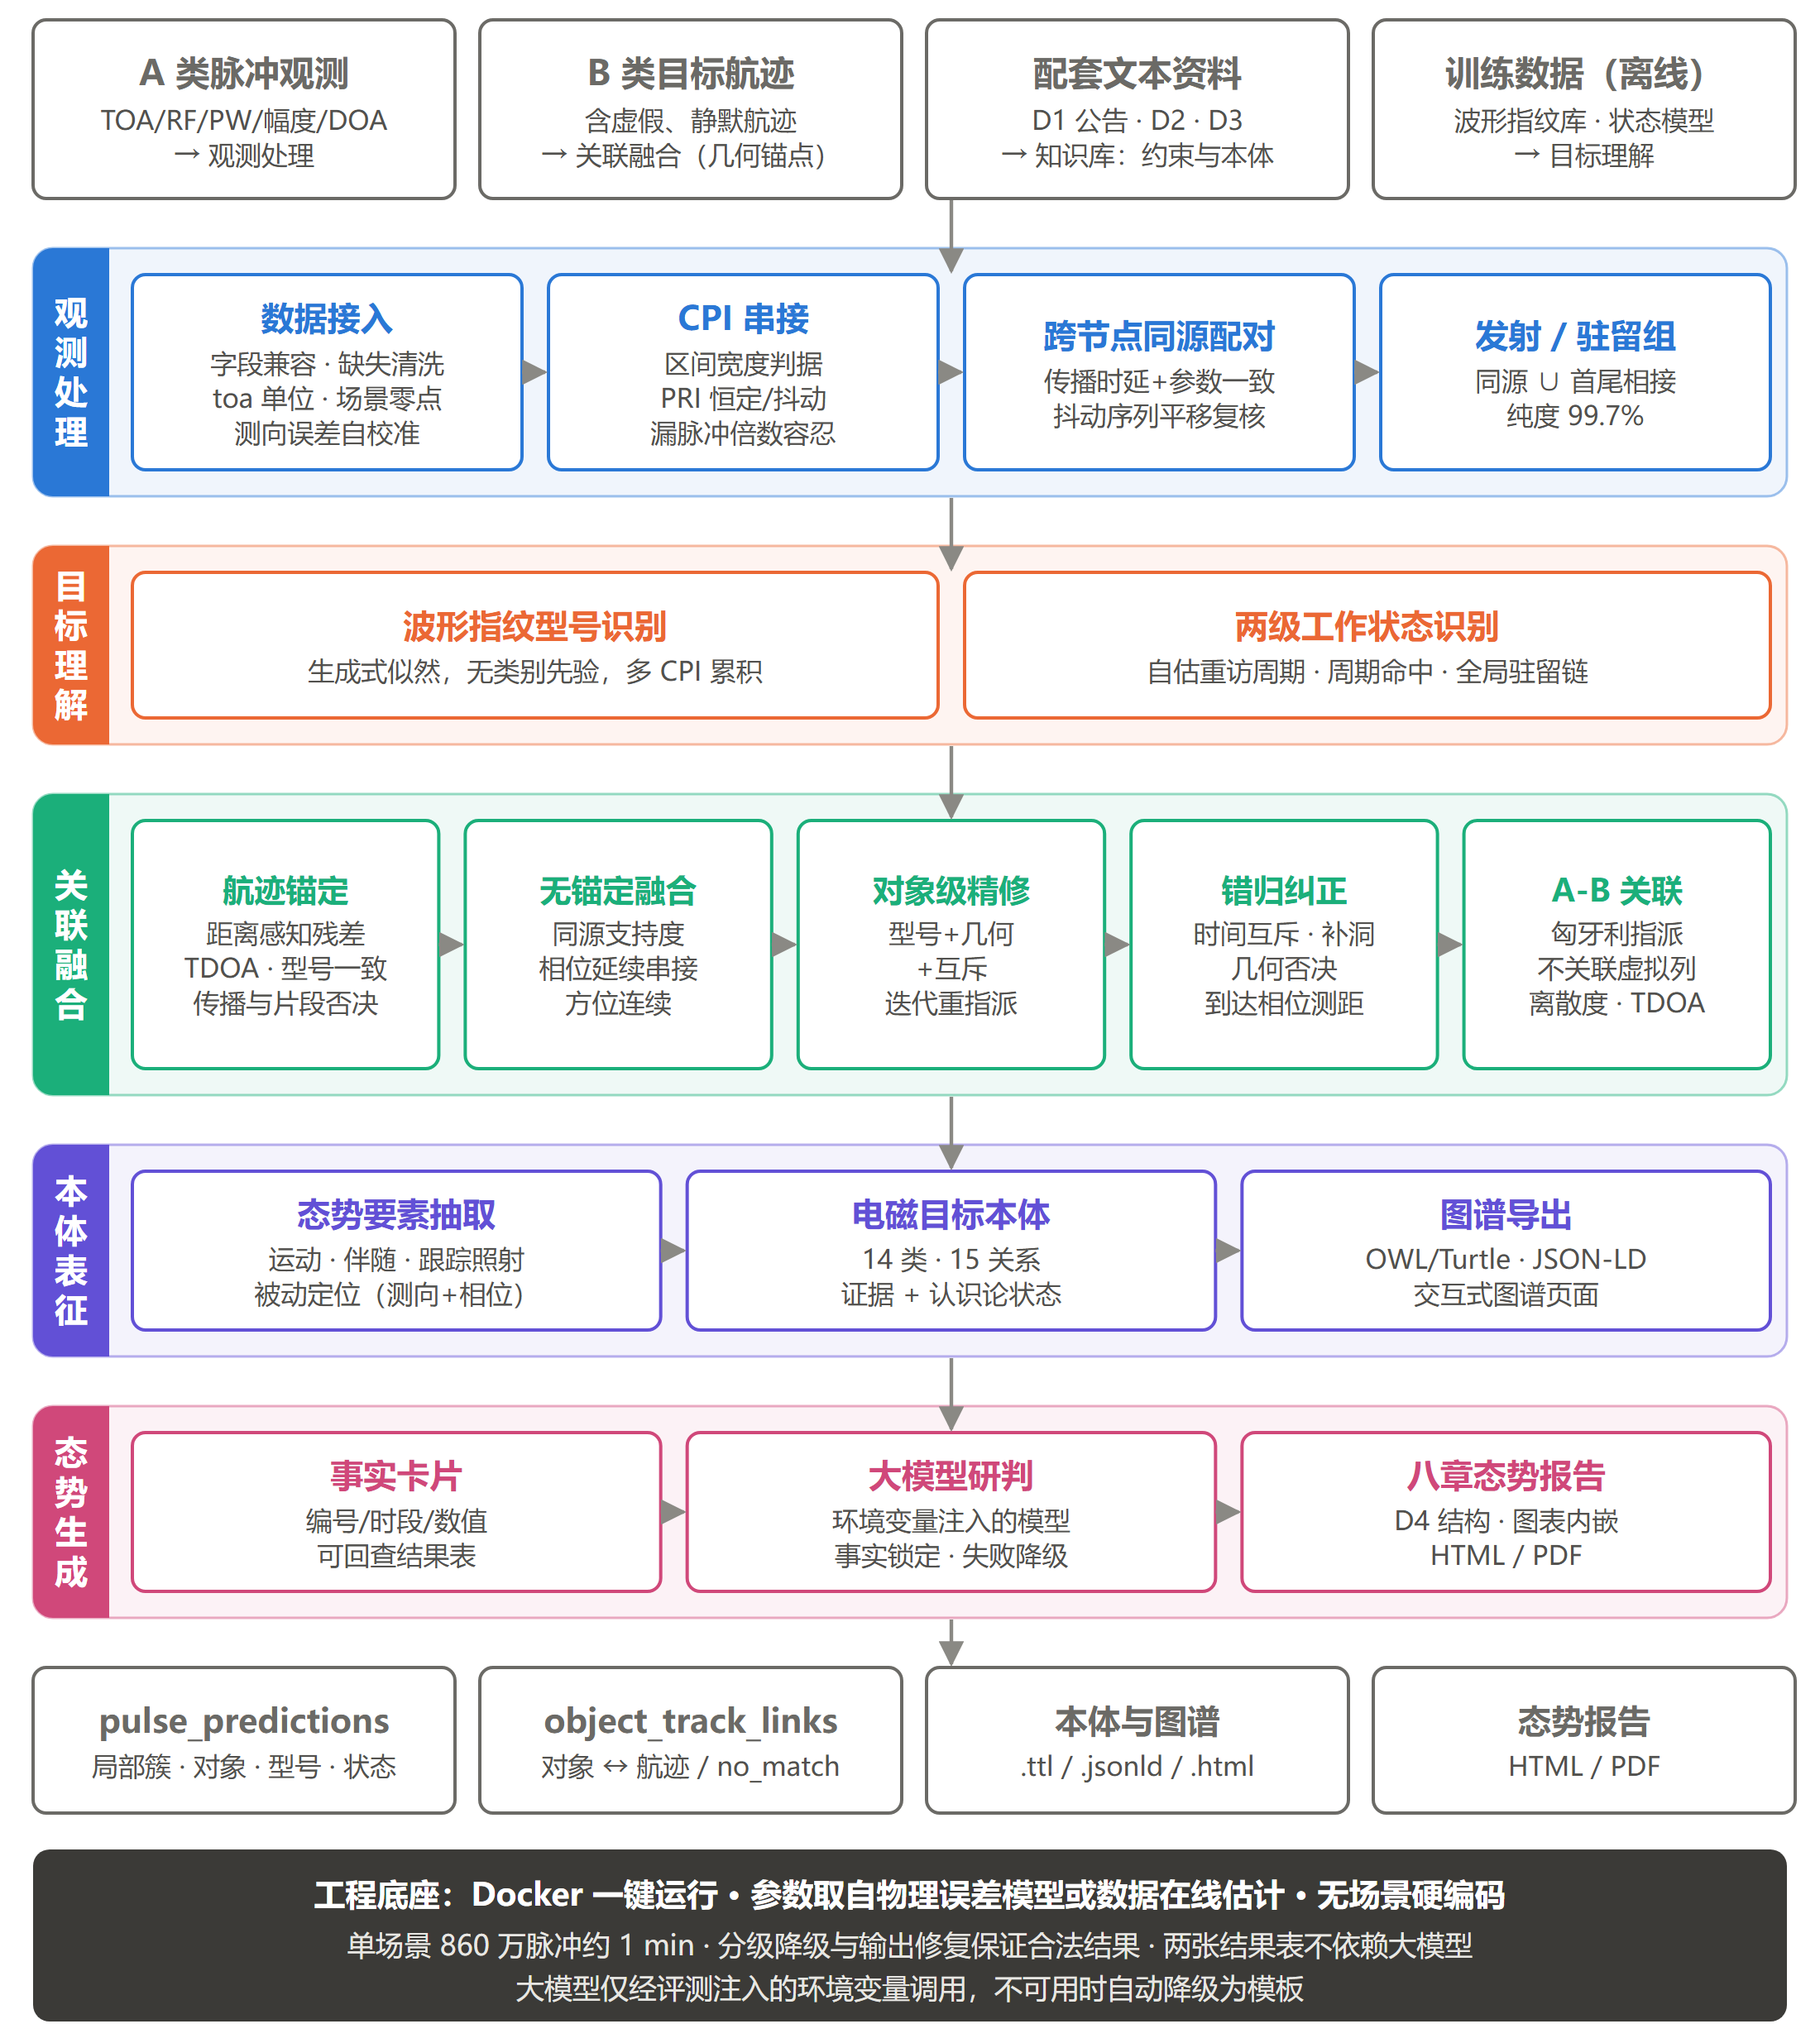 A 类脉冲观测
TOA/RF/PW/幅度/DOA
→ 观测处理
B 类目标航迹
含虚假、静默航迹
→ 关联融合（几何锚点）
配套文本资料
D1 公告 · D2 · D3
→ 知识库：约束与本体
训练数据（离线）
波形指纹库 · 状态模型
→ 目标理解
观测处理
数据接入
字段兼容 · 缺失清洗
toa 单位 · 场景零点
测向误差自校准
CPI 串接
区间宽度判据
PRI 恒定/抖动
漏脉冲倍数容忍
跨节点同源配对
传播时延+参数一致
抖动序列平移复核
发射 / 驻留组
同源 ∪ 首尾相接
纯度 99.7%
目标理解
波形指纹型号识别
生成式似然，无类别先验，多 CPI 累积
两级工作状态识别
自估重访周期 · 周期命中 · 全局驻留链
关联融合
航迹锚定
距离感知残差
TDOA · 型号一致
传播与片段否决
无锚定融合
同源支持度
相位延续串接
方位连续
对象级精修
型号+几何
+互斥
迭代重指派
错归纠正
时间互斥 · 补洞
几何否决
到达相位测距
A-B 关联
匈牙利指派
不关联虚拟列
离散度 · TDOA
本体表征
态势要素抽取
运动 · 伴随 · 跟踪照射
被动定位（测向+相位）
电磁目标本体
14 类 · 15 关系
证据 + 认识论状态
图谱导出
OWL/Turtle · JSON-LD
交互式图谱页面
态势生成
事实卡片
编号/时段/数值
可回查结果表
大模型研判
环境变量注入的模型
事实锁定 · 失败降级
八章态势报告
D4 结构 · 图表内嵌
HTML / PDF
pulse_predictions
局部簇 · 对象 · 型号 · 状态
object_track_links
对象 ↔ 航迹 / no_match
本体与图谱
.ttl / .jsonld / .html
态势报告
HTML / PDF
工程底座：Docker 一键运行 · 参数取自物理误差模型或数据在线估计 · 无场景硬编码
单场景 860 万脉冲约 1 min · 分级降级与输出修复保证合法结果 · 两张结果表不依赖大模型
大模型仅经评测注入的环境变量调用，不可用时自动降级为模板